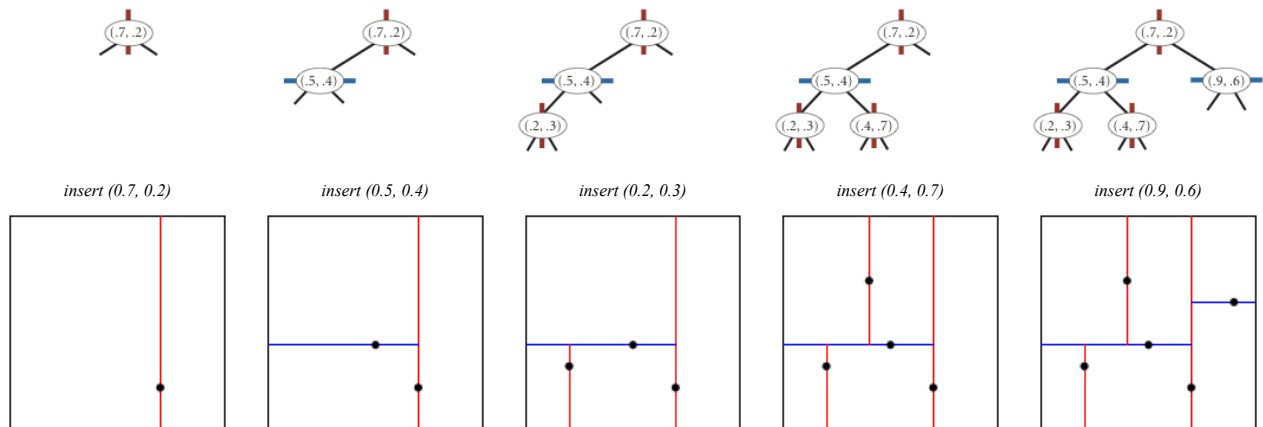 (.7, .2)
(.7, .2)
(.5, .4)
(.7, .2)
(.5, .4)
(.2, .3)
(.7, .2)
(.5, .4)
(.2, .3) (.4, .7)
(.7, .2)
(.5, .4) (.9, .6)
(.2, .3) (.4, .7)
insert (0.7, 0.2)
insert (0.5, 0.4)
insert (0.2, 0.3)
insert (0.4, 0.7)
insert (0.9, 0.6)